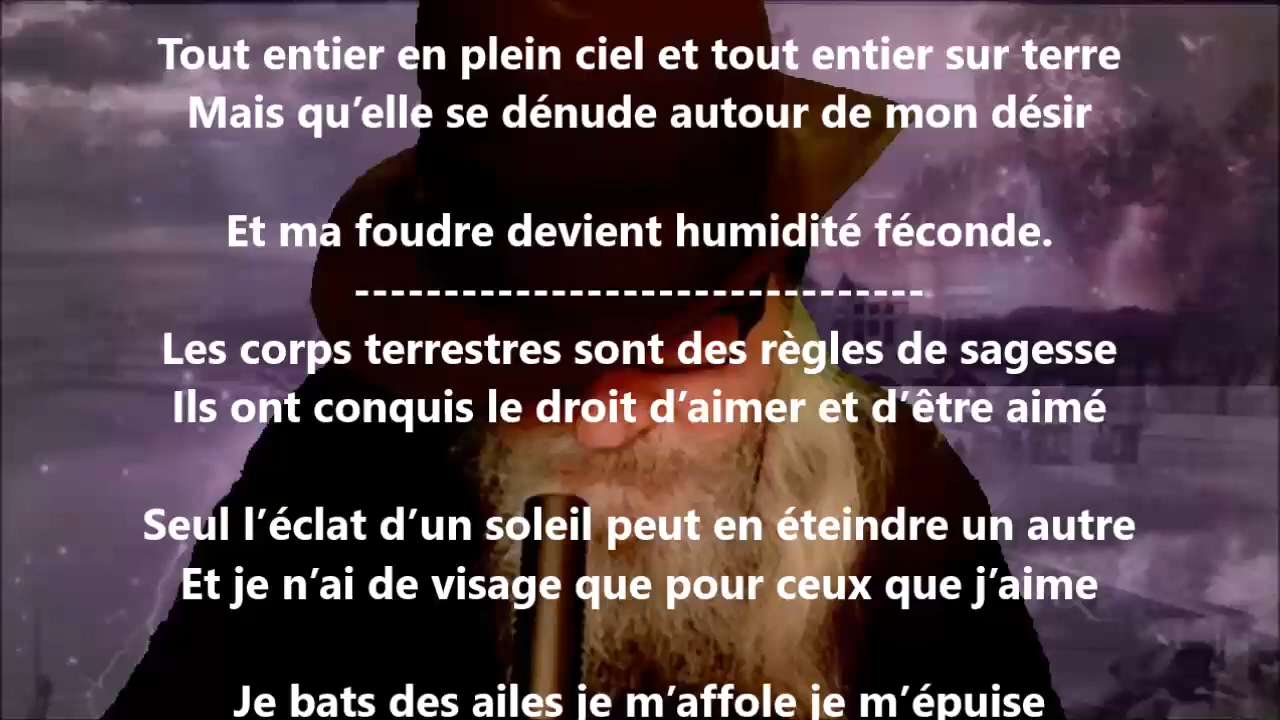 Tout entier en plein ciel et tout entier sur terre
Mais qu’elle se dénude autour de mon désir
Et ma foudre devient humidité féconde.
--------------------------------
Les corps terrestres sont des règles de sagesse
Ils ont conquis le droit d’aimer et d’être aimé
Seul l’éclat d’un soleil peut en éteindre un autre
Et je n’ai de visage que pour ceux que j’aime
Je bats des ailes je m’affole je m’épuise